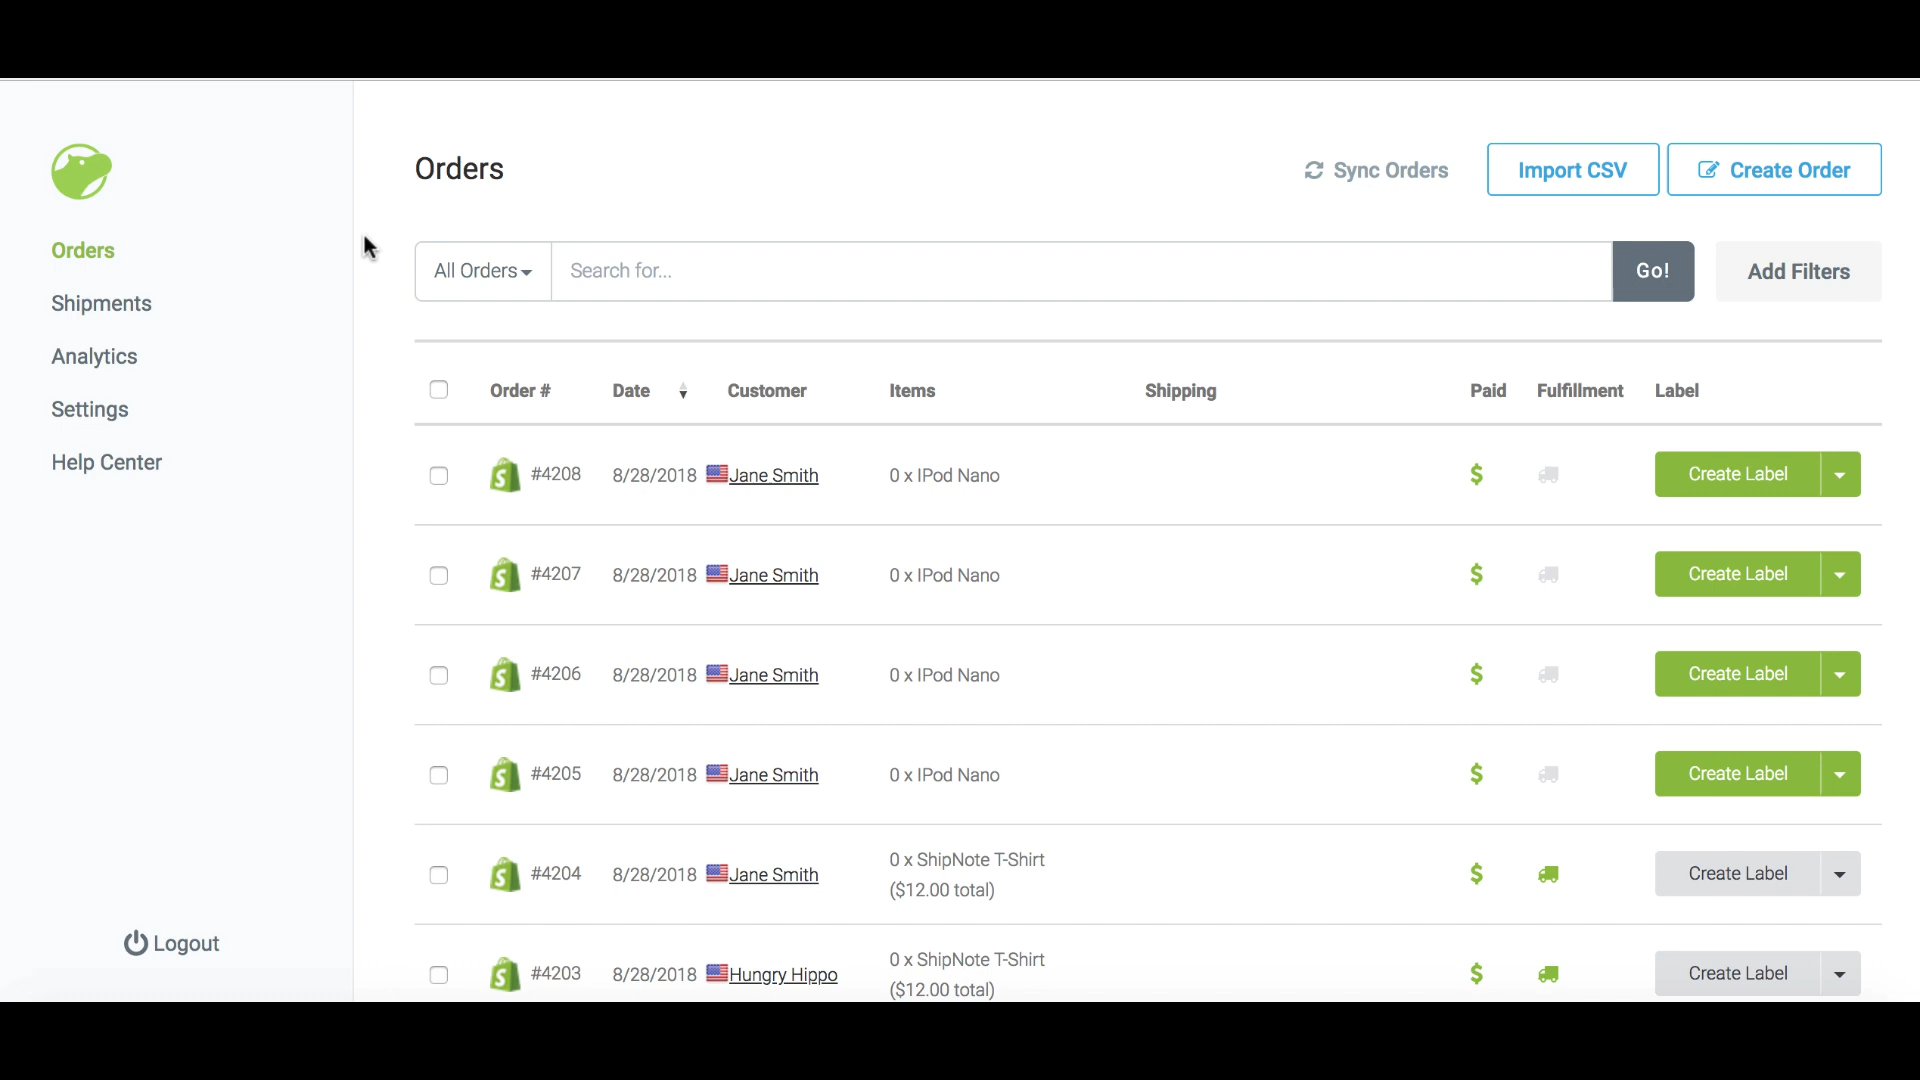 Orders
Shipments
Analytics
Settings
Help Center
Logout
Orders
Sync Orders
Import CSV
Create Order
All Orders
Search for...
Go!
Add Filters
Order # Date Customer Items Shipping Paid Fulfillment Label
#4208 8/28/2018 Jane Smith 0 x IPod Nano $ Create Label
#4207 8/28/2018 Jane Smith 0 x IPod Nano $ Create Label
#4206 8/28/2018 Jane Smith 0 x IPod Nano $ Create Label
#4205 8/28/2018 Jane Smith 0 x IPod Nano $ Create Label
#4204 8/28/2018 Jane Smith 0 x ShipNote T-Shirt $ Create Label
($12.00 total)
#4203 8/28/2018 Hungry Hippo 0 x ShipNote T-Shirt $ Create Label
($12.00 total)